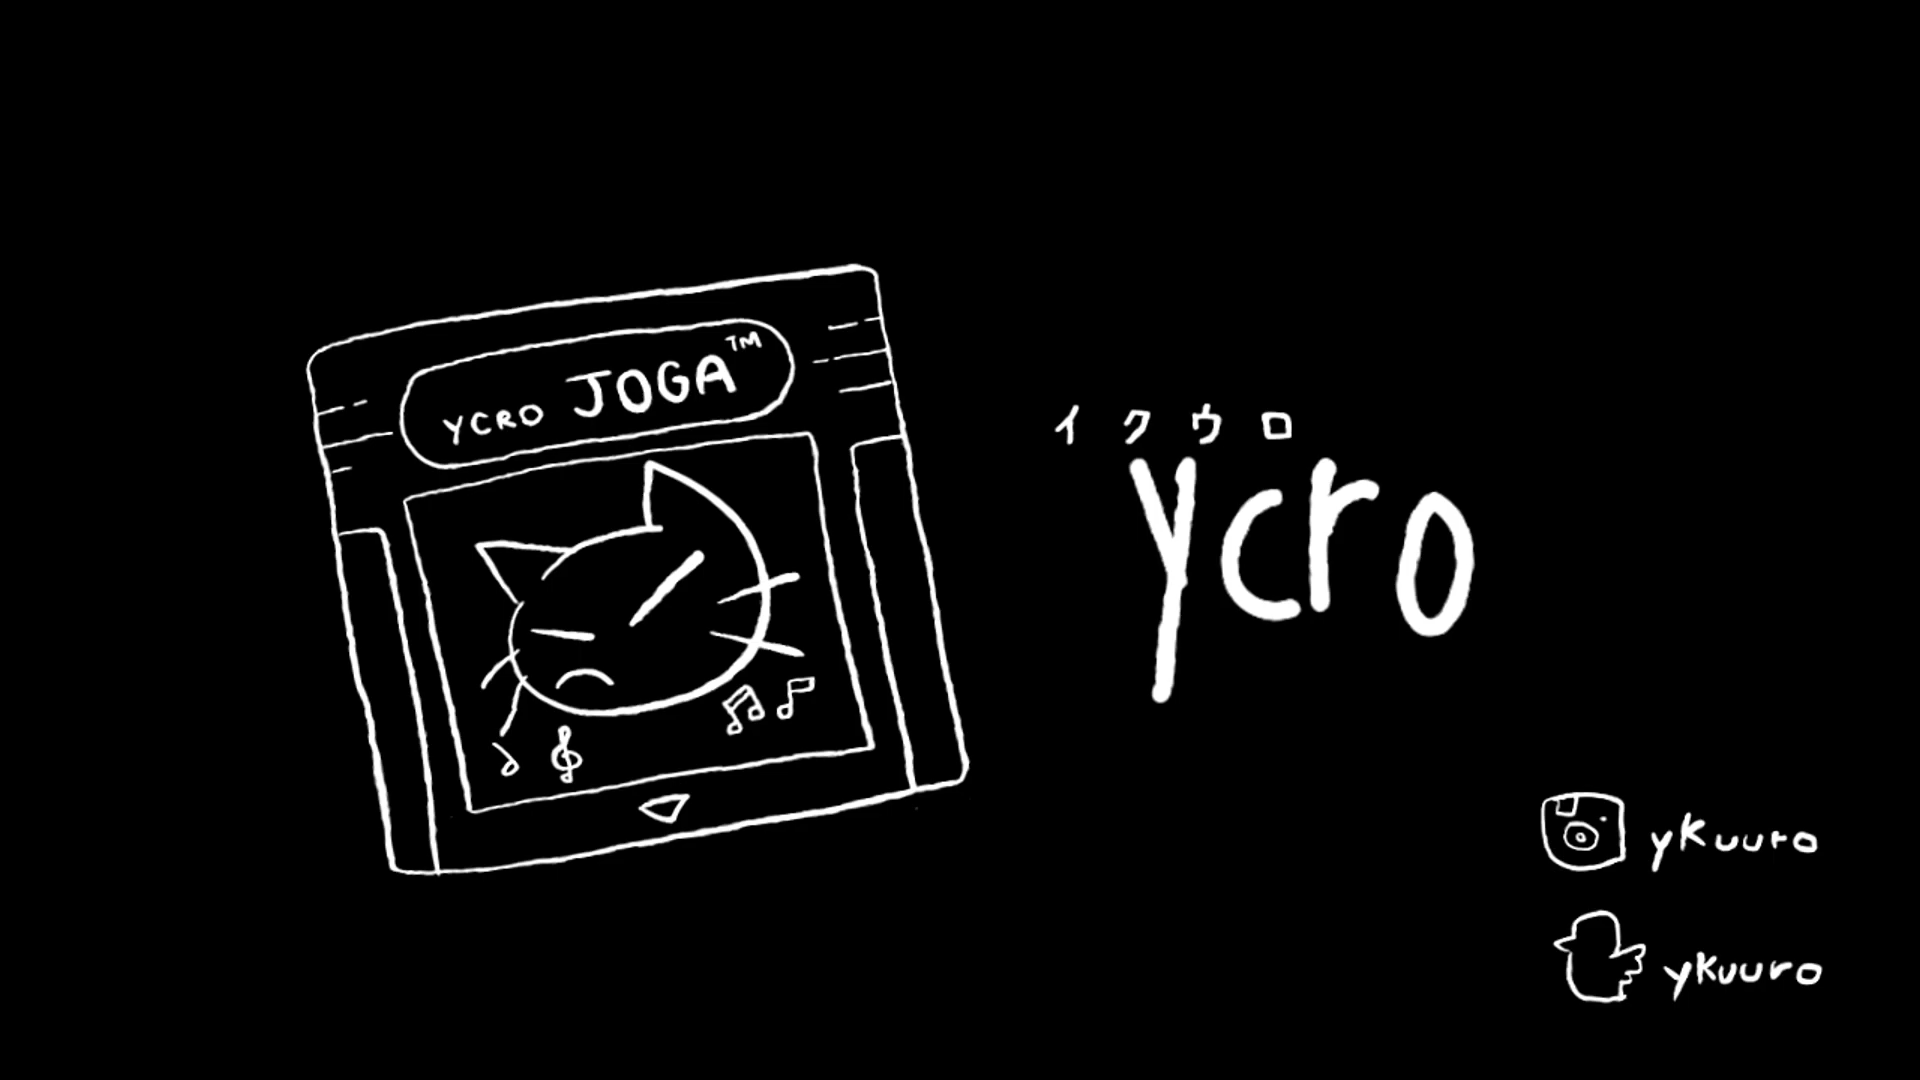 YCRO JOGA™
イクウロ
ycro
ykuuro
ykuuro